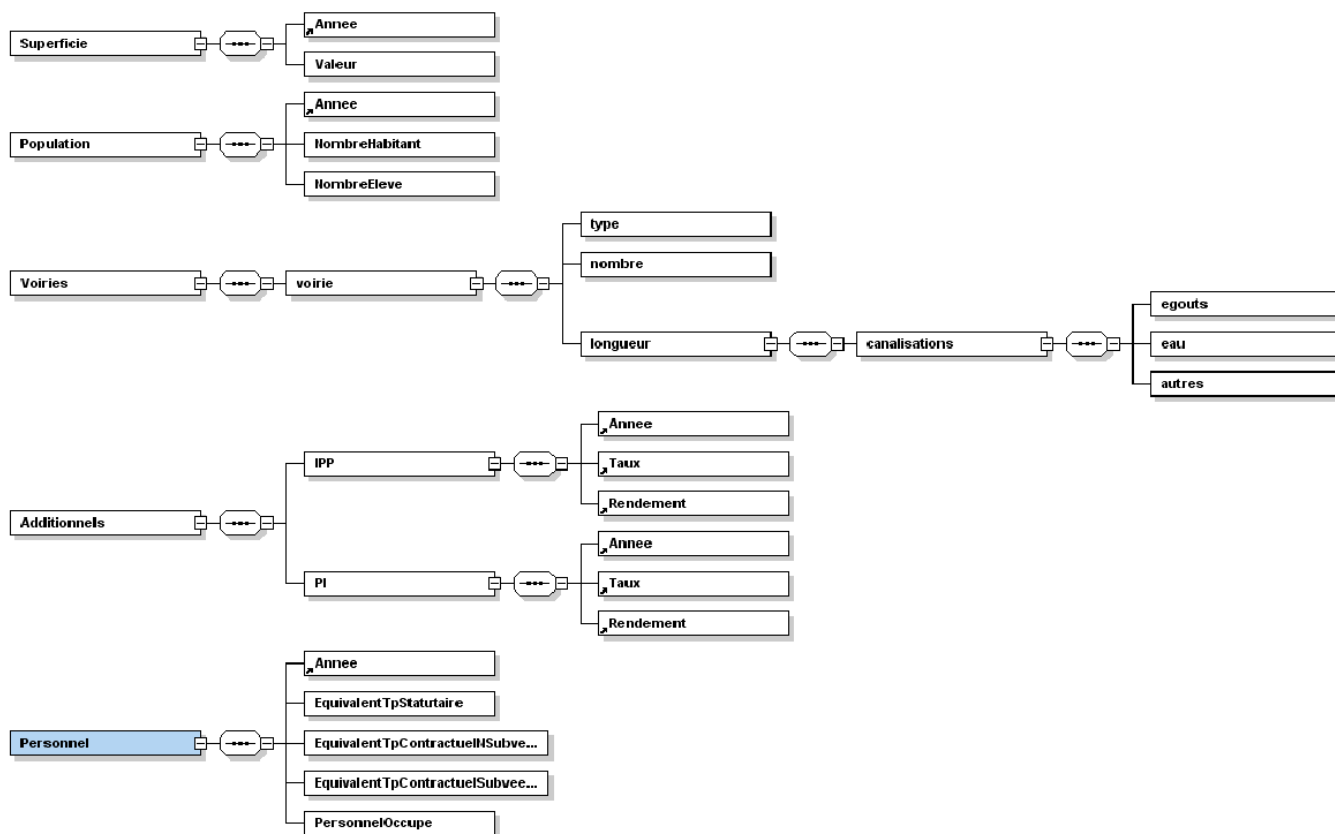 Superficie
Annee
Valeur
Population
Annee
NombreHabitant
NombreEleve
Voiries
voirie
type
nombre
longueur
canalisations
egouts
eau
autres
Additionnels
IPP
Annee
Taux
Rendement
PI
Annee
Taux
Rendement
Personnel
Annee
EquivalentTpStatutaire
EquivalentTpContractuelNSubve...
EquivalentTpContractuelSubvee...
PersonnelOccupe